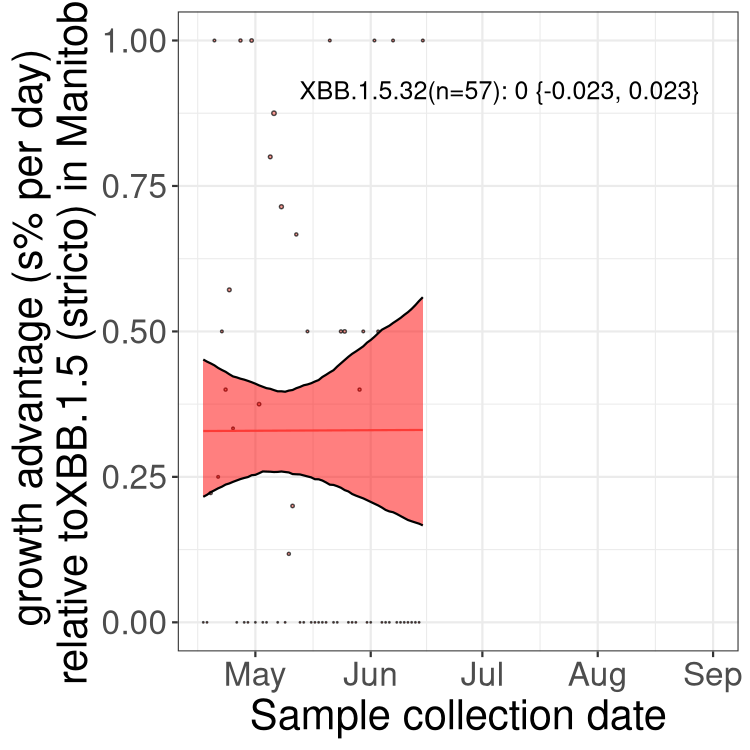 growth advantage (s% per day)
relative toXBB.1.5 (stricto) in Manitob
1.00
0.75
0.50
0.25
0.00
XBB.1.5.32(n=57): 0 {-0.023, 0.023}
May Jun Jul Aug Sep
Sample collection date